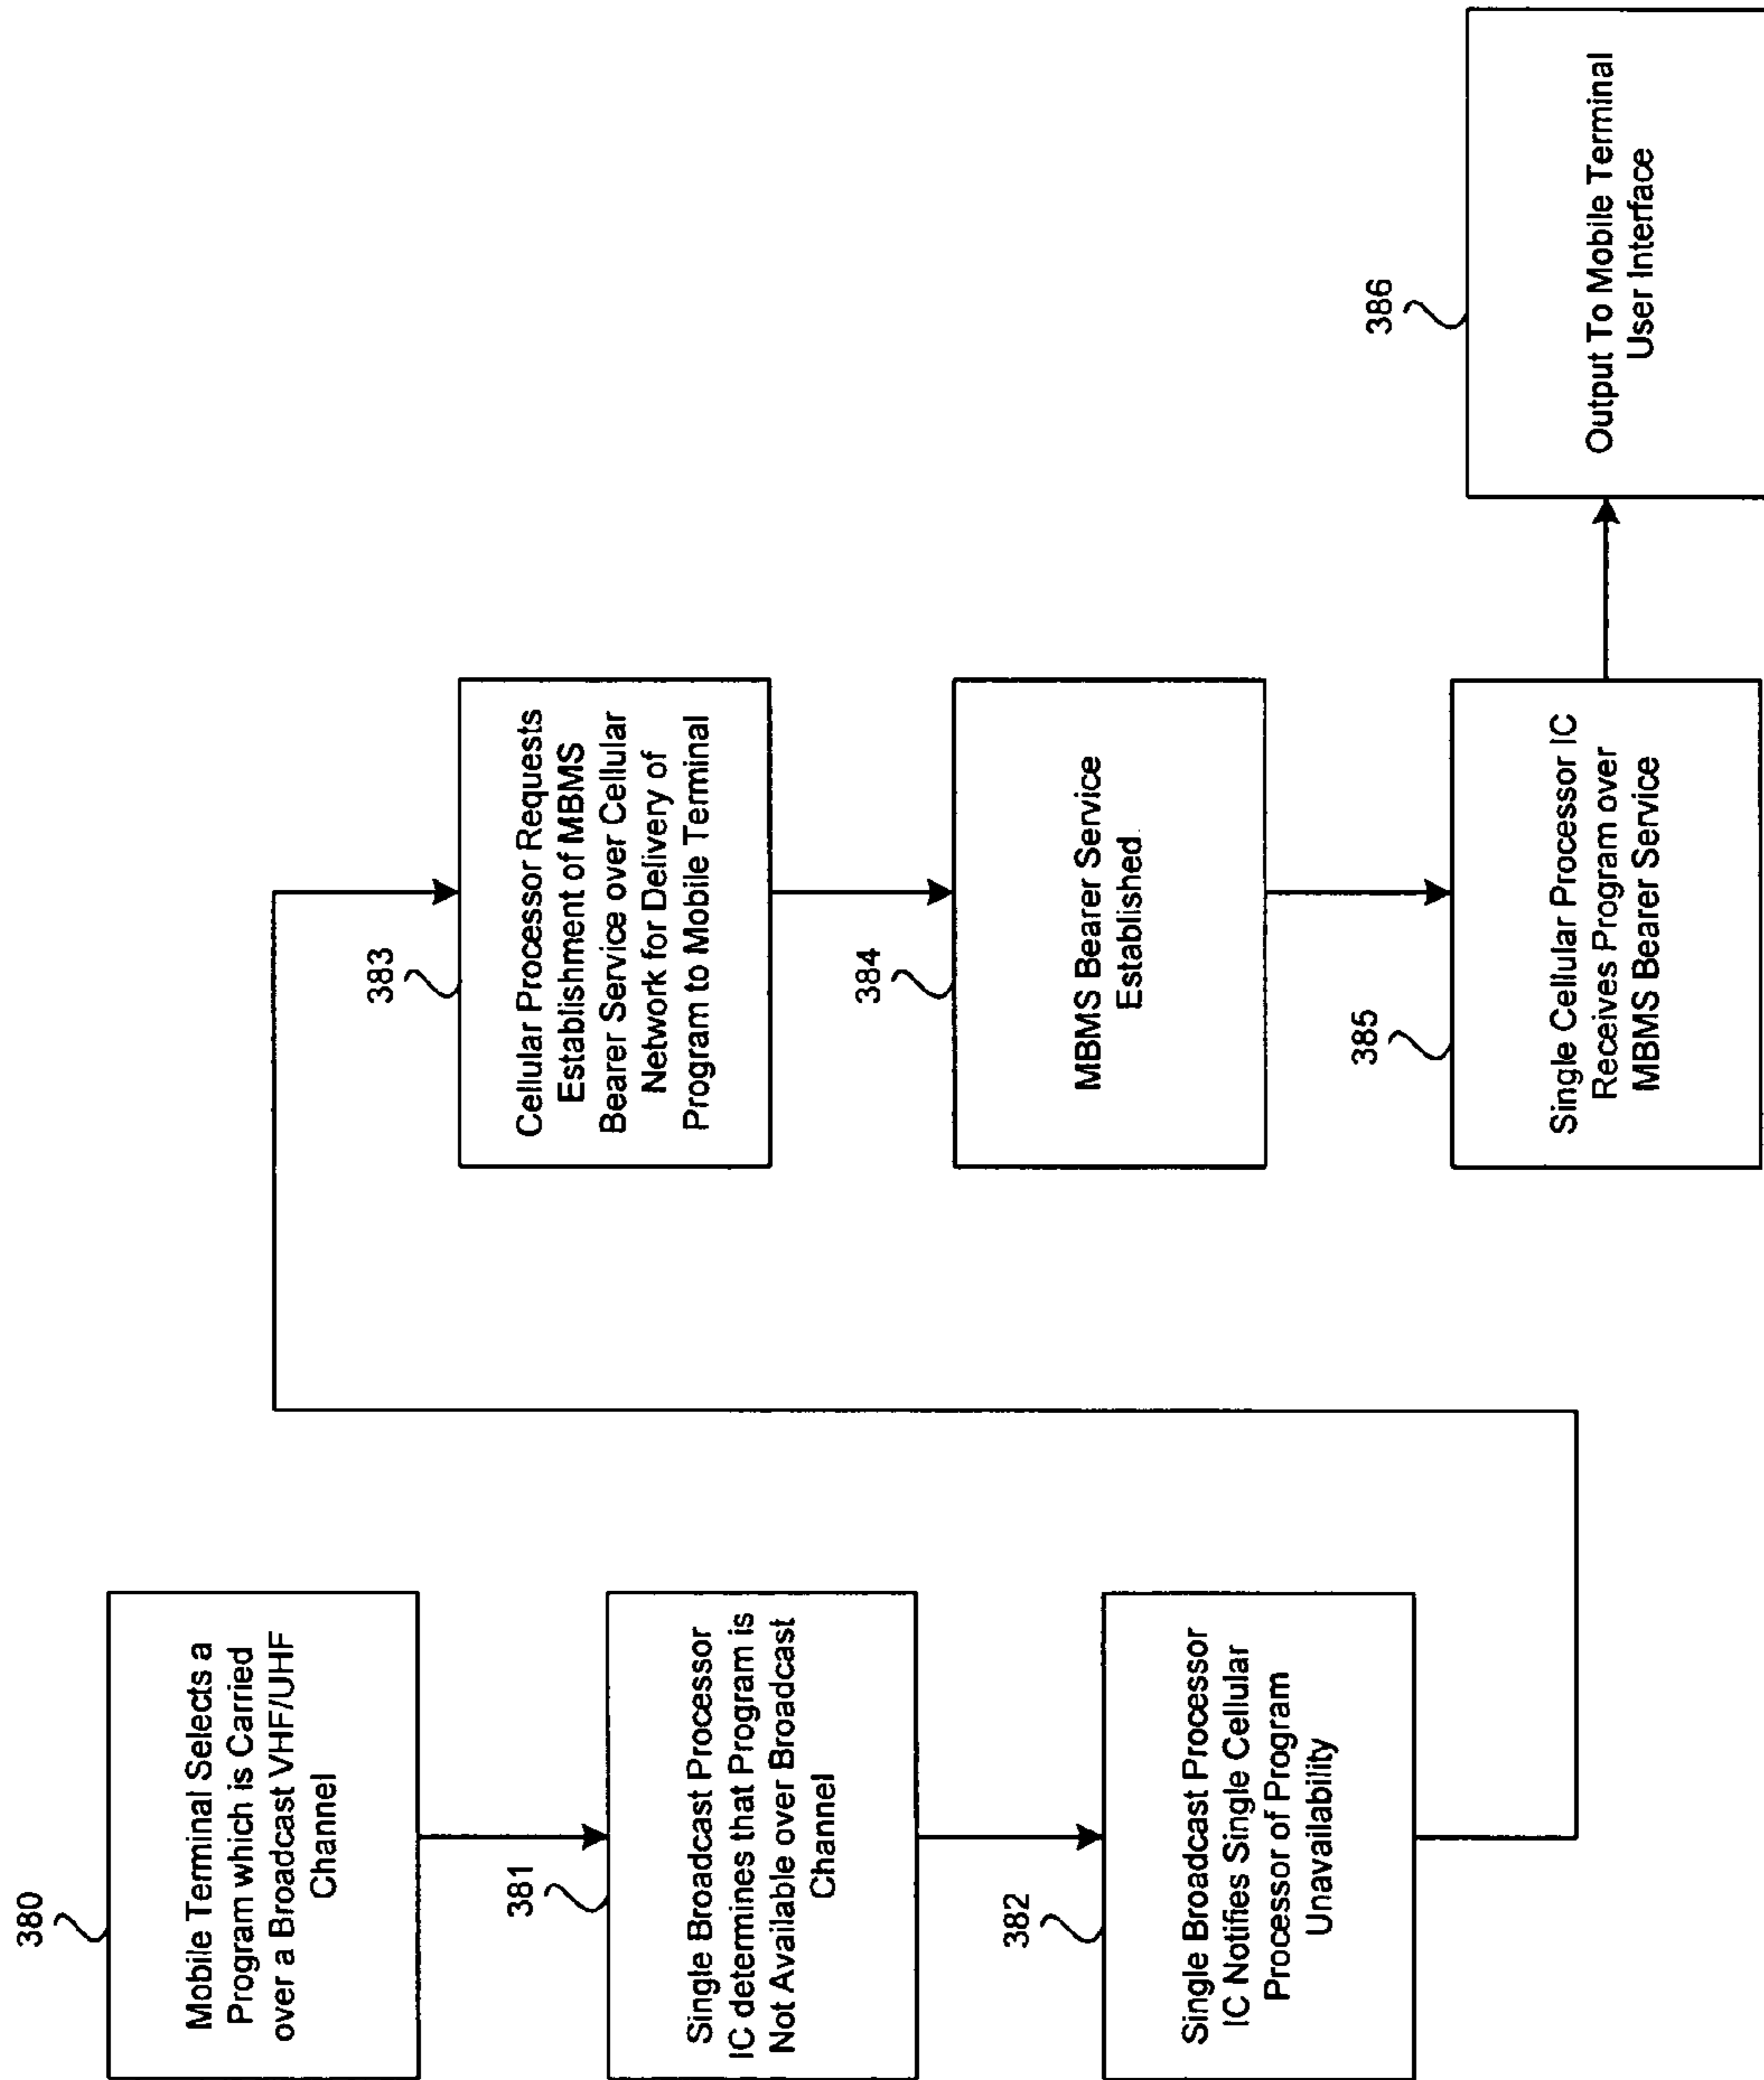 380
Mobile Terminal Selects a
Program which is Carried
over a Broadcast VHF/UHF
Channel
381
Single Broadcast Processor
IC determines that Program is
Not Available over Broadcast
Channel
382
Single Broadcast Processor
IC Notifies Single Cellular
Processor of Program
Unavailability
383
Cellular Processor Requests
Establishment of MBMS
Bearer Service over Cellular
Network for Delivery of
Program to Mobile Terminal
384
MBMS Bearer Service
Established
385
Single Cellular Processor IC
Receives Program over
MBMS Bearer Service
386
Output To Mobile Terminal
User Interface